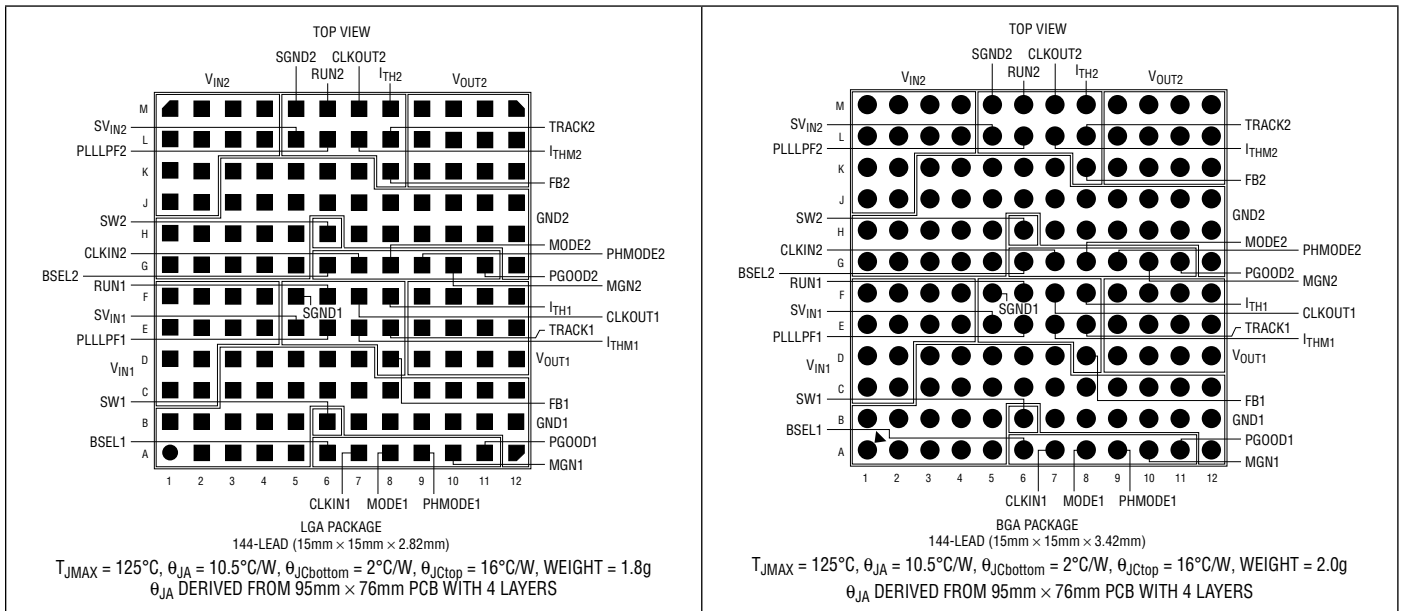 TOP VIEW
SGND2 CLKOUT2
VIN2 RUN2 ITH2 VOUT2
M
SVIN2 TRACK2
L
PLLLPF2 ITHM2
K
FB2
J
SW2 GND2
H
CLKIN2 MODE2
G PHMODE2
BSEL2 PGOOD2
RUN1 MGN2
F
SGND1 ITH1
SVIN1 CLKOUT1
E TRACK1
PLLLPF1 ITHM1
D
VIN1 VOUT1
C
SW1 FB1
B GND1
BSEL1 PGOOD1
A MGN1
1 2 3 4 5 6 7 8 9 10 11 12
CLKIN1 MODE1 PHMODE1
LGA PACKAGE
144-LEAD (15mm × 15mm × 2.82mm)
TJMAX = 125°C, θJA = 10.5°C/W, θJCbottom = 2°C/W, θJCtop = 16°C/W, WEIGHT = 1.8g
θJA DERIVED FROM 95mm × 76mm PCB WITH 4 LAYERS
TOP VIEW
SGND2 CLKOUT2
VIN2 RUN2 ITH2 VOUT2
M
SVIN2 TRACK2
L
PLLLPF2 ITHM2
K
FB2
J
SW2 GND2
H
CLKIN2 MODE2
G PHMODE2
BSEL2 PGOOD2
RUN1 MGN2
F
SGND1 ITH1
SVIN1 CLKOUT1
E TRACK1
PLLLPF1 ITHM1
D
VIN1 VOUT1
C
SW1 FB1
B GND1
BSEL1 PGOOD1
A MGN1
1 2 3 4 5 6 7 8 9 10 11 12
CLKIN1 MODE1 PHMODE1
BGA PACKAGE
144-LEAD (15mm × 15mm × 3.42mm)
TJMAX = 125°C, θJA = 10.5°C/W, θJCbottom = 2°C/W, θJCtop = 16°C/W, WEIGHT = 2.0g
θJA DERIVED FROM 95mm × 76mm PCB WITH 4 LAYERS